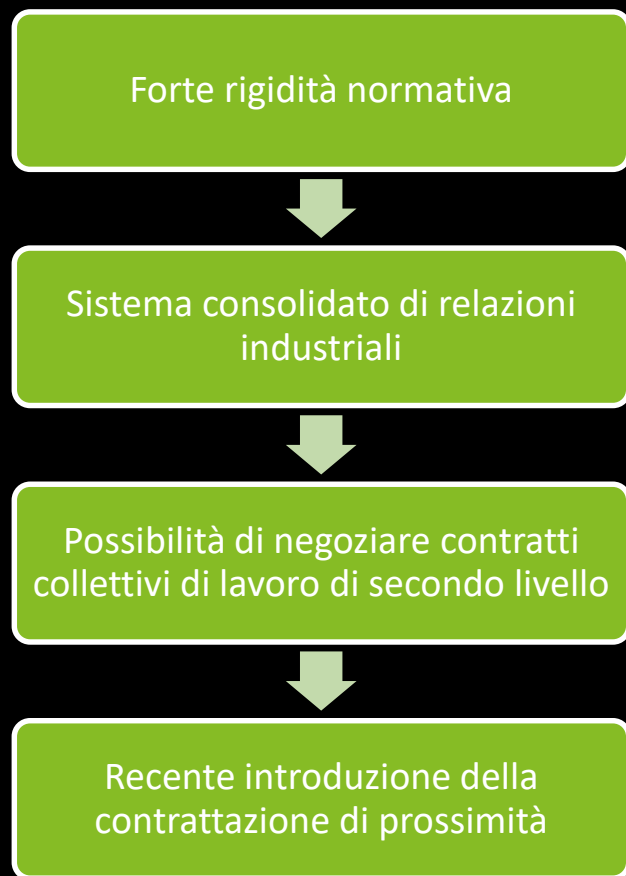 Forte rigidità normativa
Sistema consolidato di relazioni
industriali
Possibilità di negoziare contratti
collettivi di lavoro di secondo livello
Recente introduzione della
contrattazione di prossimità